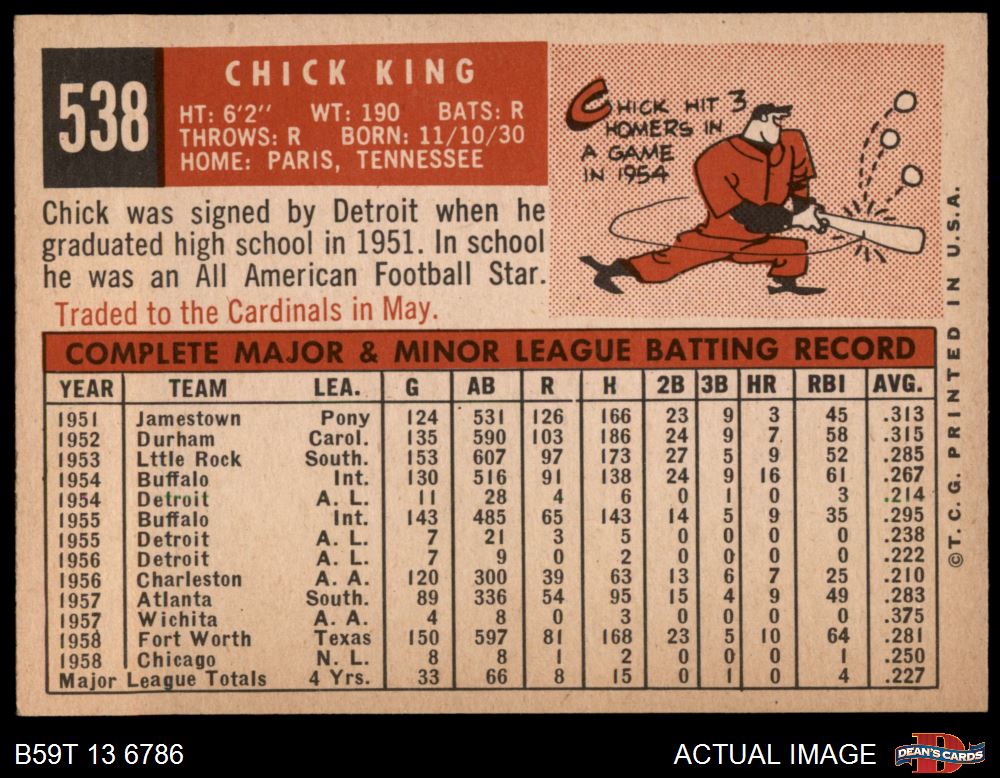 538
CHICK KING
HT: 6'2" WT: 190 BATS: R
THROWS: R BORN: 11/10/30
HOME: PARIS, TENNESSEE
CHICK HIT 3
HOMERS IN
A GAME
IN 1954
Chick was signed by Detroit when he
graduated high school in 1951. In school
he was an All American Football Star.
Traded to the Cardinals in May.
COMPLETE MAJOR & MINOR LEAGUE BATTING RECORD
YEAR TEAM LEA. G AB R H 2B 3B HR RBI AVG.
1951 Jamestown Pony 124 531 126 166 23 9 3 45 .313
1952 Durham Carol. 135 590 103 186 24 9 7 58 .315
1953 Lttle Rock South. 153 607 97 173 27 5 9 52 .285
1954 Buffalo Int. 130 516 91 138 24 9 16 61 .267
1954 Detroit A. L. 11 28 4 6 0 1 0 3 .214
1955 Buffalo Int. 143 485 65 143 14 5 9 35 .295
1955 Detroit A. L. 7 21 3 5 0 0 0 0 .238
1956 Detroit A. L. 7 9 0 2 0 0 0 0 .222
1956 Charleston A. A. 120 300 39 63 13 6 7 25 .210
1957 Atlanta South. 89 336 54 95 15 4 9 49 .283
1957 Wichita A. A. 4 8 0 3 0 0 0 0 .375
1958 Fort Worth Texas 150 597 81 168 23 5 10 64 .281
1958 Chicago N. L. 8 8 1 2 0 0 0 1 .250
Major League Totals 4 Yrs. 33 66 8 15 0 1 0 4 .227
©T.C.G. PRINTED IN U.S.A.
B59T 13 6786
ACTUAL IMAGE
DEAN'S CARDS